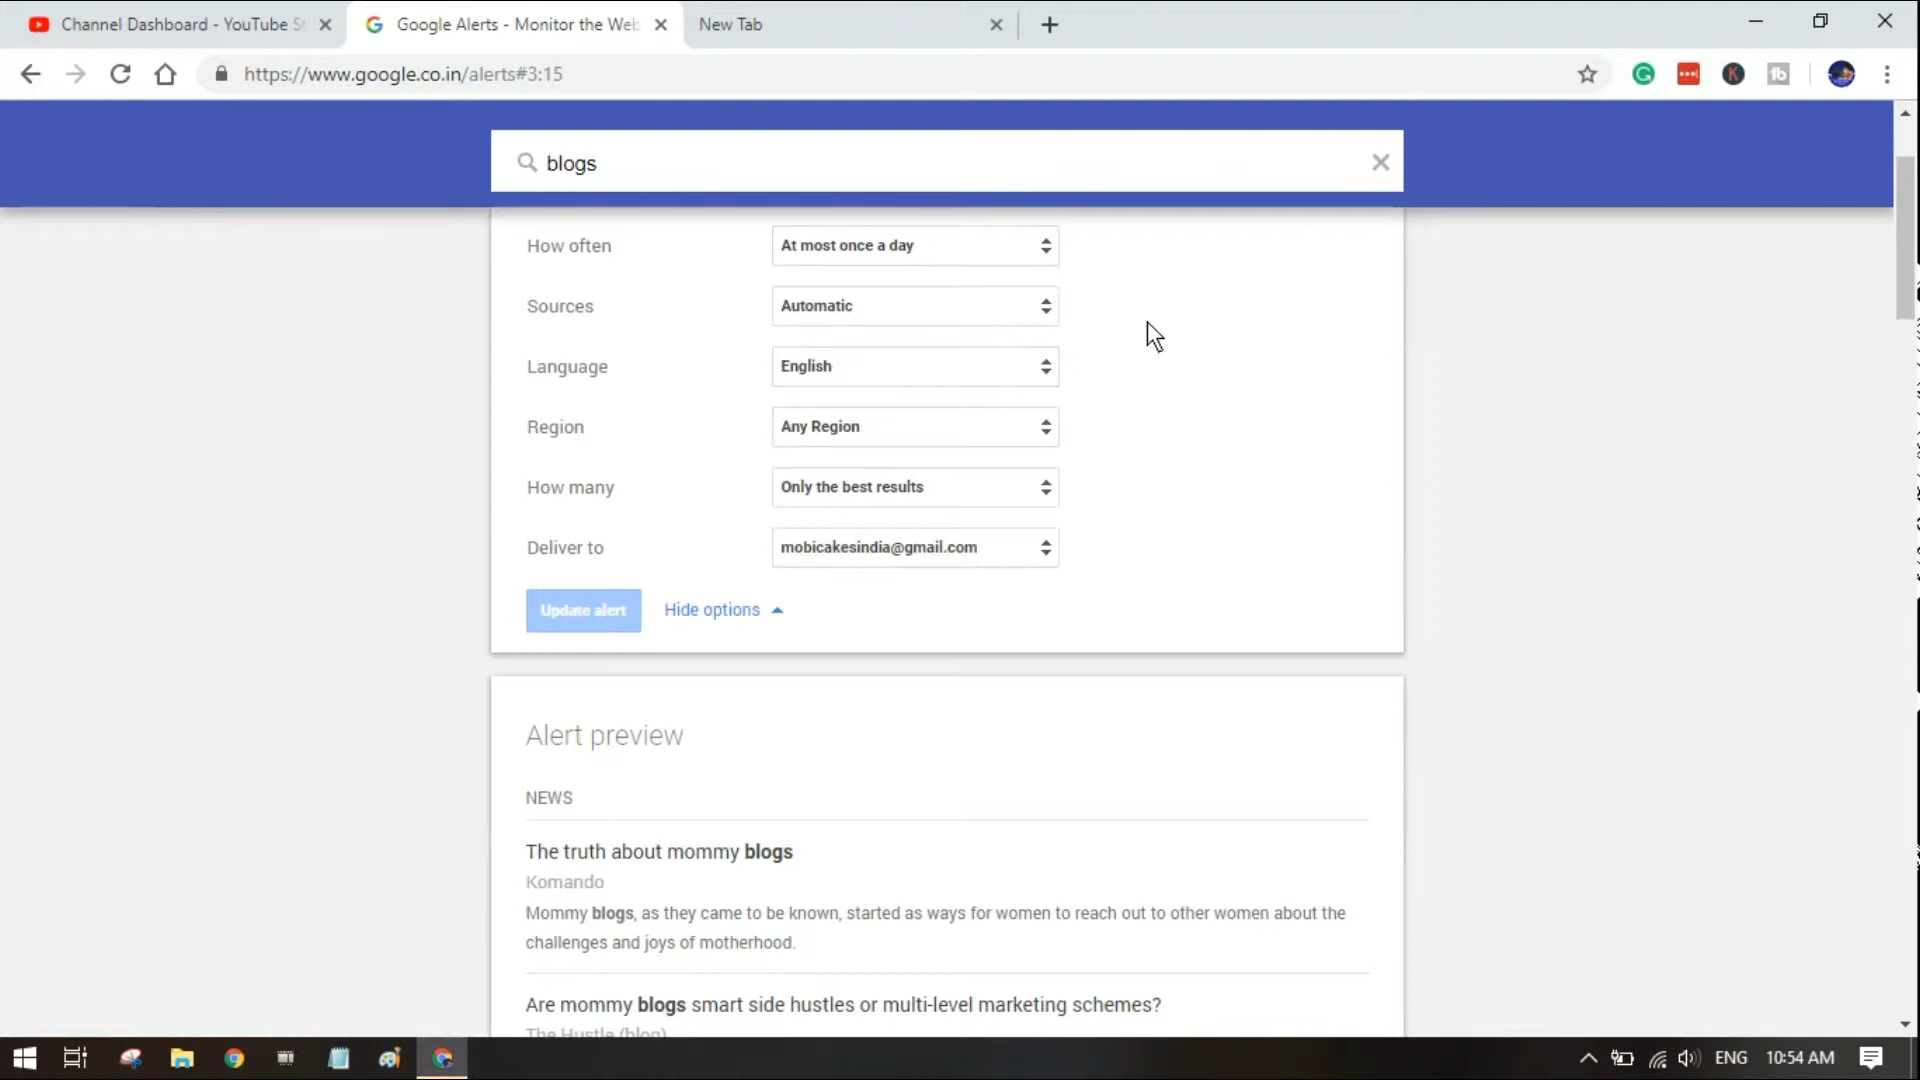 Channel Dashboard - YouTube St
Google Alerts - Monitor the Web
New Tab
https://www.google.co.in/alerts#3:15
blogs
How often
At most once a day
Sources
Automatic
Language
English
Region
Any Region
How many
Only the best results
Deliver to
mobicakesindia@gmail.com
Update alert
Hide options
Alert preview
NEWS
The truth about mommy blogs
Komando
Mommy blogs, as they came to be known, started as ways for women to reach out to other women about the
challenges and joys of motherhood.
Are mommy blogs smart side hustles or multi-level marketing schemes?
The Hustle (blog)
ENG
10:54 AM